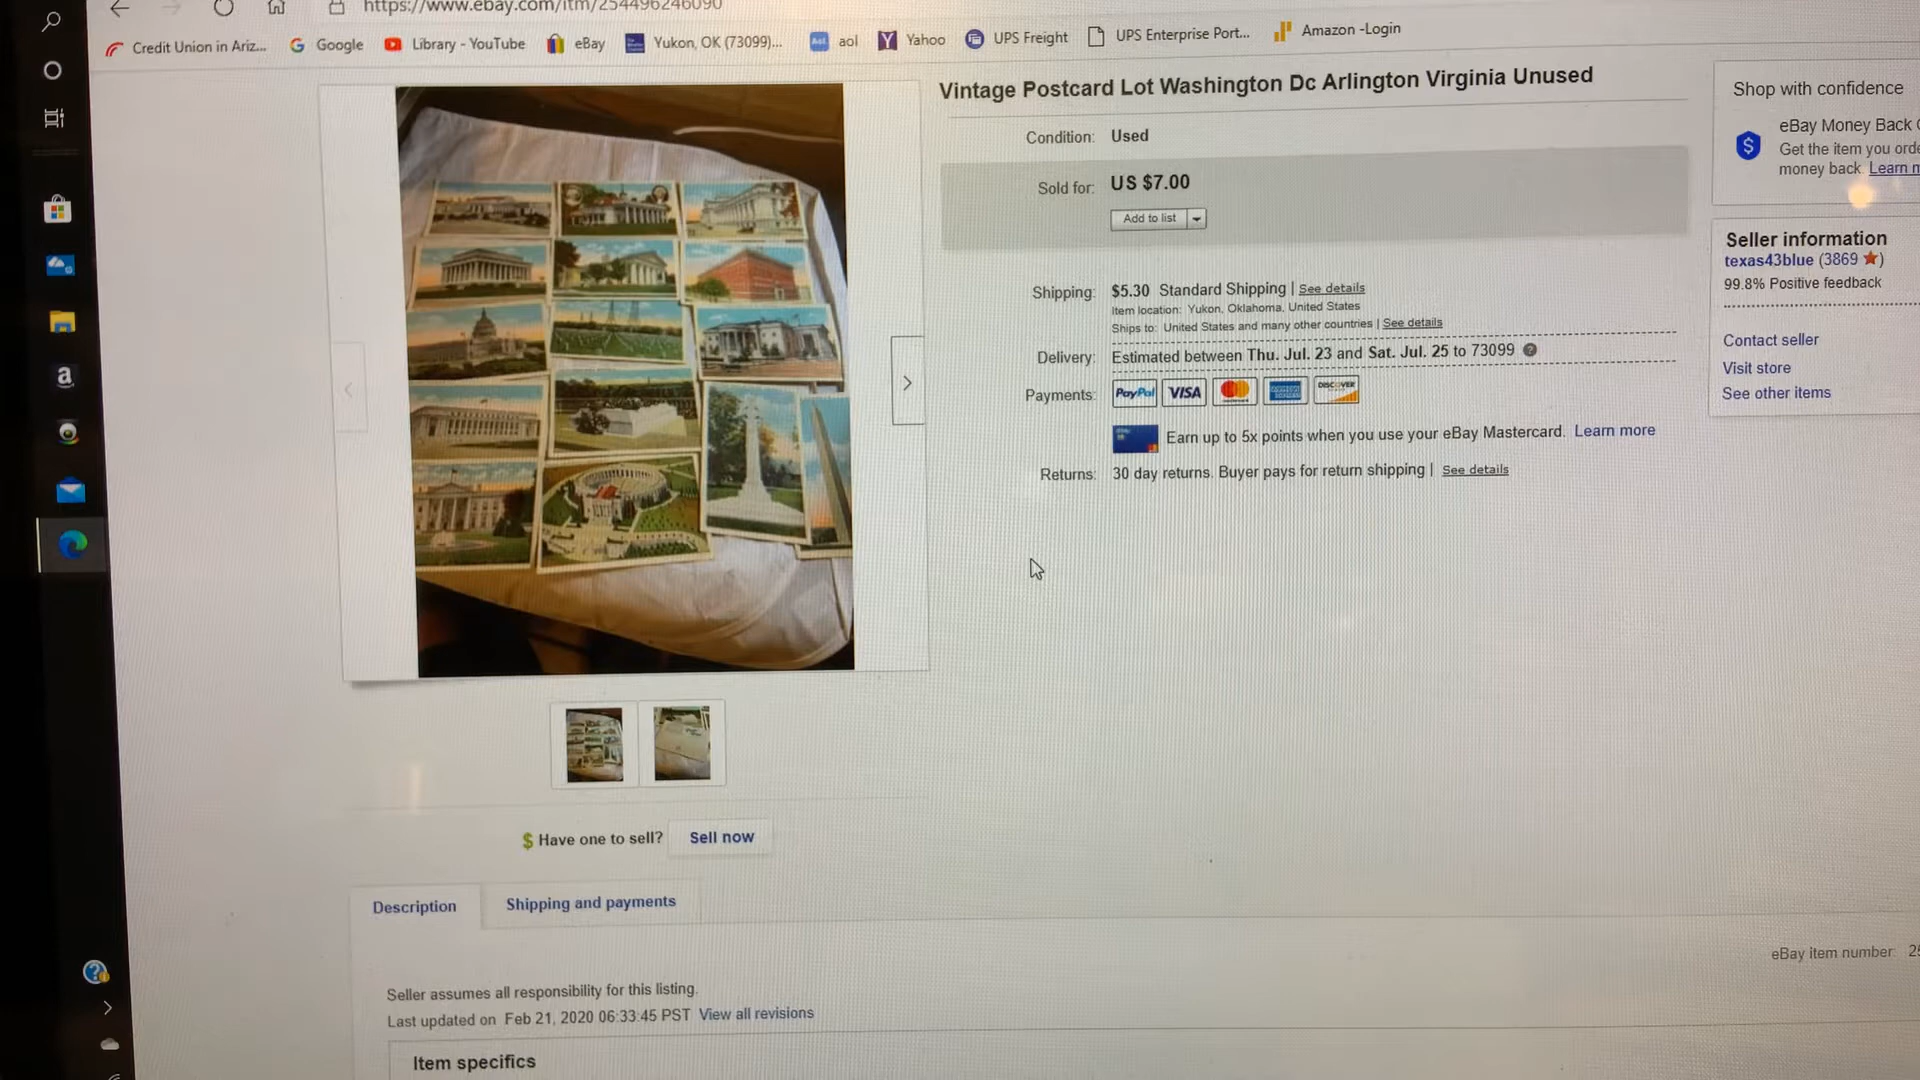 https://www.ebay.com/itm/254496246090
Credit Union in Ariz...
Google
Library - YouTube
eBay
Yukon, OK (73099)...
Aol.
aol
Yahoo
UPS Freight
UPS Enterprise Port...
Amazon -Login
Vintage Postcard Lot Washington Dc Arlington Virginia Unused
Condition: Used
Sold for: US $7.00
Add to list
Shipping: $5.30 Standard Shipping | See details
Item location: Yukon, Oklahoma, United States
Ships to: United States and many other countries | See details
Delivery: Estimated between Thu. Jul. 23 and Sat. Jul. 25 to 73099 ?
Payments: PayPal VISA DISCOVER
Earn up to 5x points when you use your eBay Mastercard. Learn more
Returns: 30 day returns. Buyer pays for return shipping | See details
Shop with confidence
eBay Money Back
Get the item you
money back. Learn
Seller information
texas43blue (3869 )
99.8% Positive feedback
Contact seller
Visit store
See other items
$ Have one to sell? Sell now
Description
Shipping and payments
eBay item number:
Seller assumes all responsibility for this listing.
Last updated on Feb 21, 2020 06:33:45 PST View all revisions
Item specifics